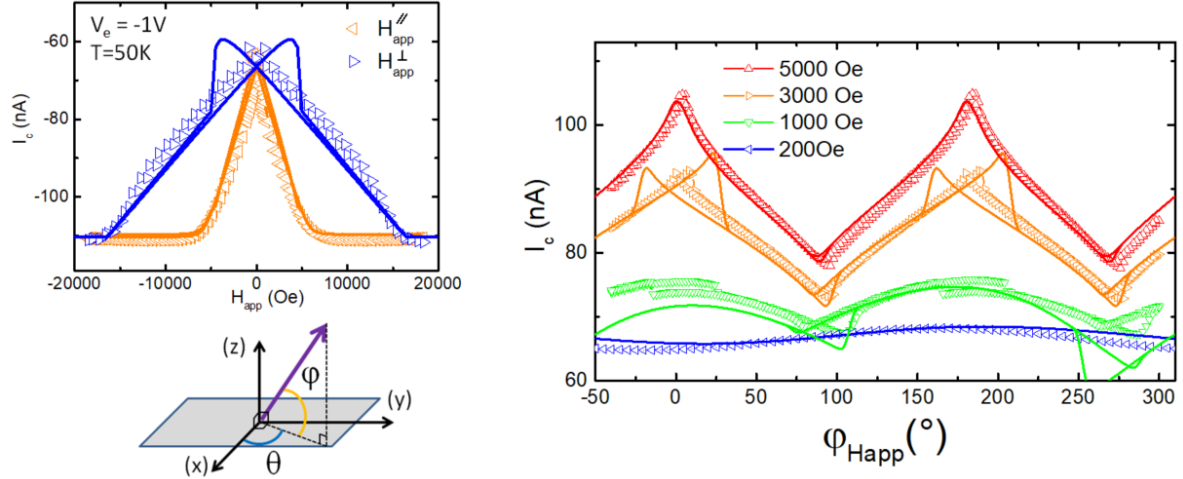 V_e = -1V
T=50K
H_app^//
H_app^⊥
-60
-80
-100
I_c (nA)
-20000 -10000 0 10000 20000
H_app (Oe)
(z)
φ
(y)
(x)
θ
5000 Oe
3000 Oe
1000 Oe
200Oe
100
80
60
I_c (nA)
-50 0 50 100 150 200 250 300
φ_Happ(°)